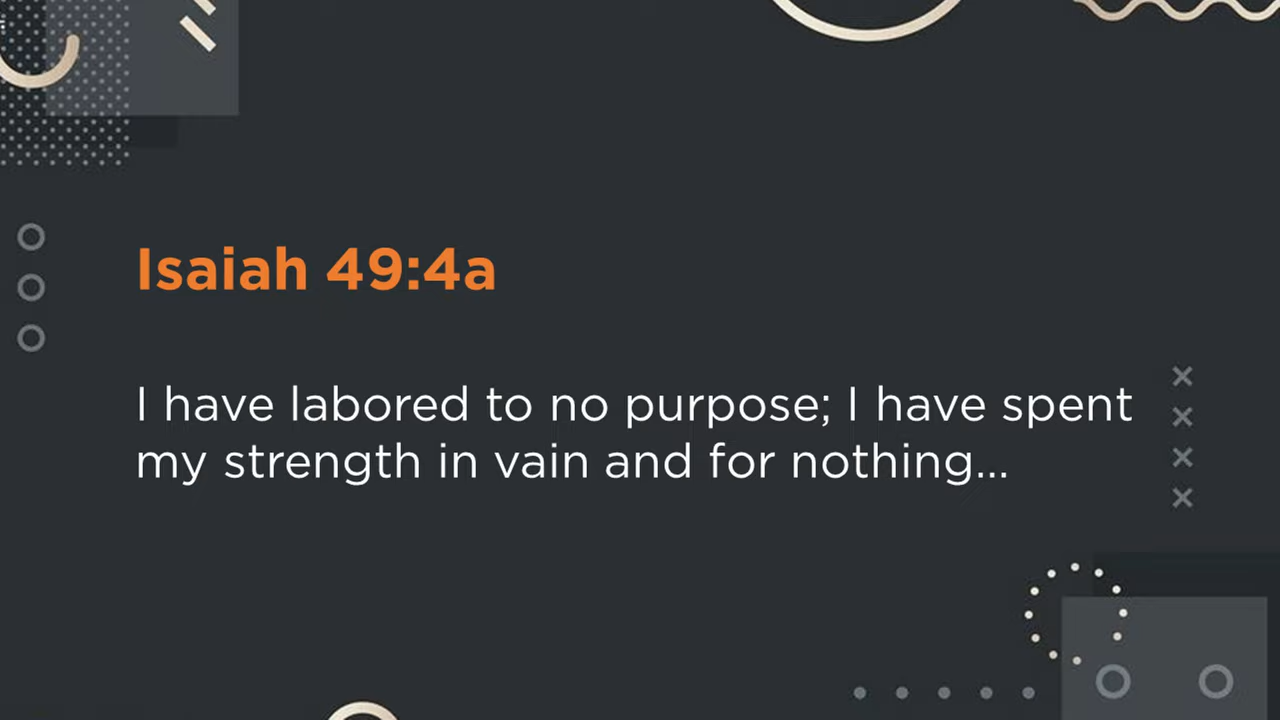 Isaiah 49:4a
I have labored to no purpose; I have spent
my strength in vain and for nothing...